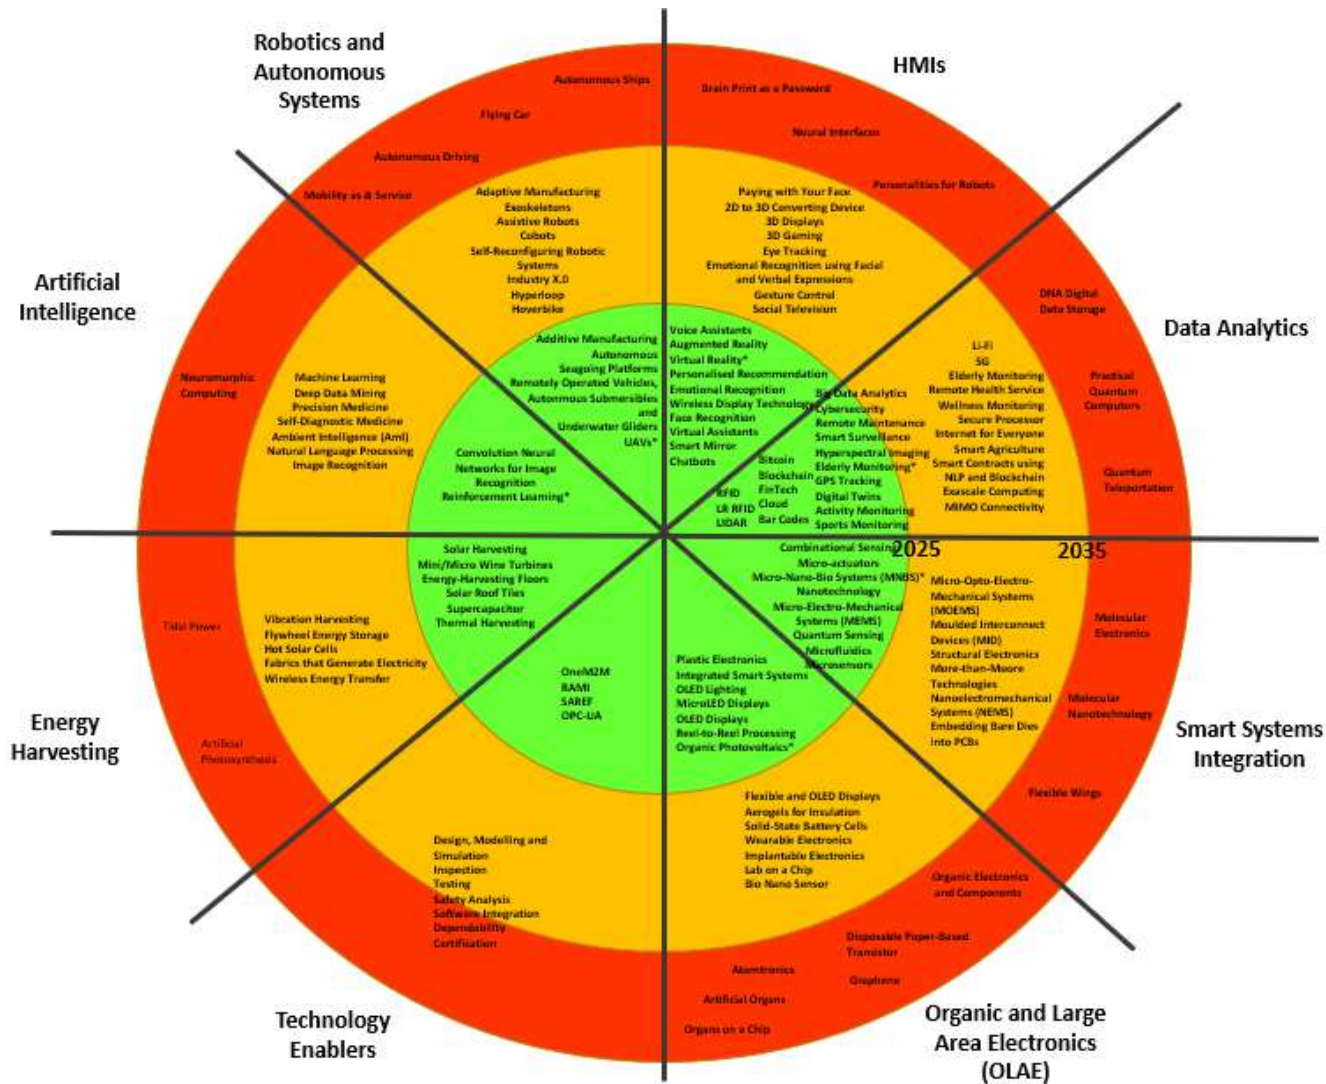 Robotics and
Autonomous
Systems
Autonomous Ships
Flying Car
Autonomous Driving
Mobility as a Service
Adaptive Manufacturing
Exoskeletons
Assistive Robots
Cobots
Self-Reconfiguring Robotic
Systems
Industry X.0
Hyperloop
Hoverbike
Additive Manufacturing
Autonomous
Seagoing Platforms
Remotely Operated Vehicles,
Autonmous Submersibles
and
Underwater Gliders
UAVs*
HMIs
Brain Print as a Password
Neural Interfaces
Personalities for Robots
Paying with Your Face
2D to 3D Converting Device
3D Displays
3D Gaming
Eye Tracking
Emotional Recognition using Facial
and Verbal Expressions
Gesture Control
Social Television
Voice Assistants
Augmented Reality
Virtual Reality*
Personalised Recommendation
Emotional Recognition
Wireless Display Technology
Face Recognition
Virtual Assistants
Smart Mirror
Chatbots
Data Analytics
DNA Digital
Data Storage
Practical
Quantum
Computers
Quantum
Teleportation
Li-Fi
5G
Elderly Monitoring
Remote Health Service
Wellness Monitoring
Secure Processor
Internet for Everyone
Smart Agriculture
Smart Contracts using
NLP and Blockchain
Exascale Computing
MIMO Connectivity
Big Data Analytics
Cybersecurity
Remote Maintenance
Smart Surveillance
Hyperspectral Imaging
Elderly Monitoring*
GPS Tracking
Digital Twins
Activity Monitoring
Sports Monitoring
Bitcoin
Blockchain
FinTech
Cloud
Bar Codes
RFID
LR RFID
LIDAR
Artificial
Intelligence
Neuromorphic
Computing
Machine Learning
Deep Data Mining
Precision Medicine
Self-Diagnostic Medicine
Ambient Intelligence (AmI)
Natural Language Processing
Image Recognition
Convolution Neural
Networks for Image
Recognition
Reinforcement Learning*
2025
2035
Energy
Harvesting
Tidal Power
Artificial
Photosynthesis
Vibration Harvesting
Flywheel Energy Storage
Hot Solar Cells
Fabrics that Generate Electricity
Wireless Energy Transfer
Solar Harvesting
Mini/Micro Wine Turbines
Energy-Harvesting Floors
Solar Roof Tiles
Supercapacitor
Thermal Harvesting
Combinational Sensing
Micro-actuators
Micro-Nano-Bio Systems (MNBS)*
Nanotechnology
Micro-Electro-Mechanical
Systems (MEMS)
Quantum Sensing
Microfluidics
Microsensors
Micro-Opto-Electro-
Mechanical Systems
(MOEMS)
Moulded Interconnect
Devices (MID)
Structural Electronics
More-than-Moore
Technologies
Nanoelectromechanical
Systems (NEMS)
Embedding Bare Dies
into PCBs
Molecular
Electronics
Molecular
Nanotechnology
Flexible Wings
Smart Systems
Integration
OneM2M
RAMI
SAREF
OPC-UA
Design, Modelling and
Simulation
Inspection
Testing
Safety Analysis
Software Integration
Dependability
Certification
Technology
Enablers
Plastic Electronics
Integrated Smart Systems
OLED Lighting
MicroLED Displays
OLED Displays
Reel-to-Reel Processing
Organic Photovoltaics*
Flexible and OLED Displays
Aerogels for Insulation
Solid-State Battery Cells
Wearable Electronics
Implantable Electronics
Lab on a Chip
Bio Nano Sensor
Organic Electronics
and Components
Disposable Paper-Based
Transistor
Graphene
Atomtronics
Artificial Organs
Organs on a Chip
Organic and Large
Area Electronics
(OLAE)